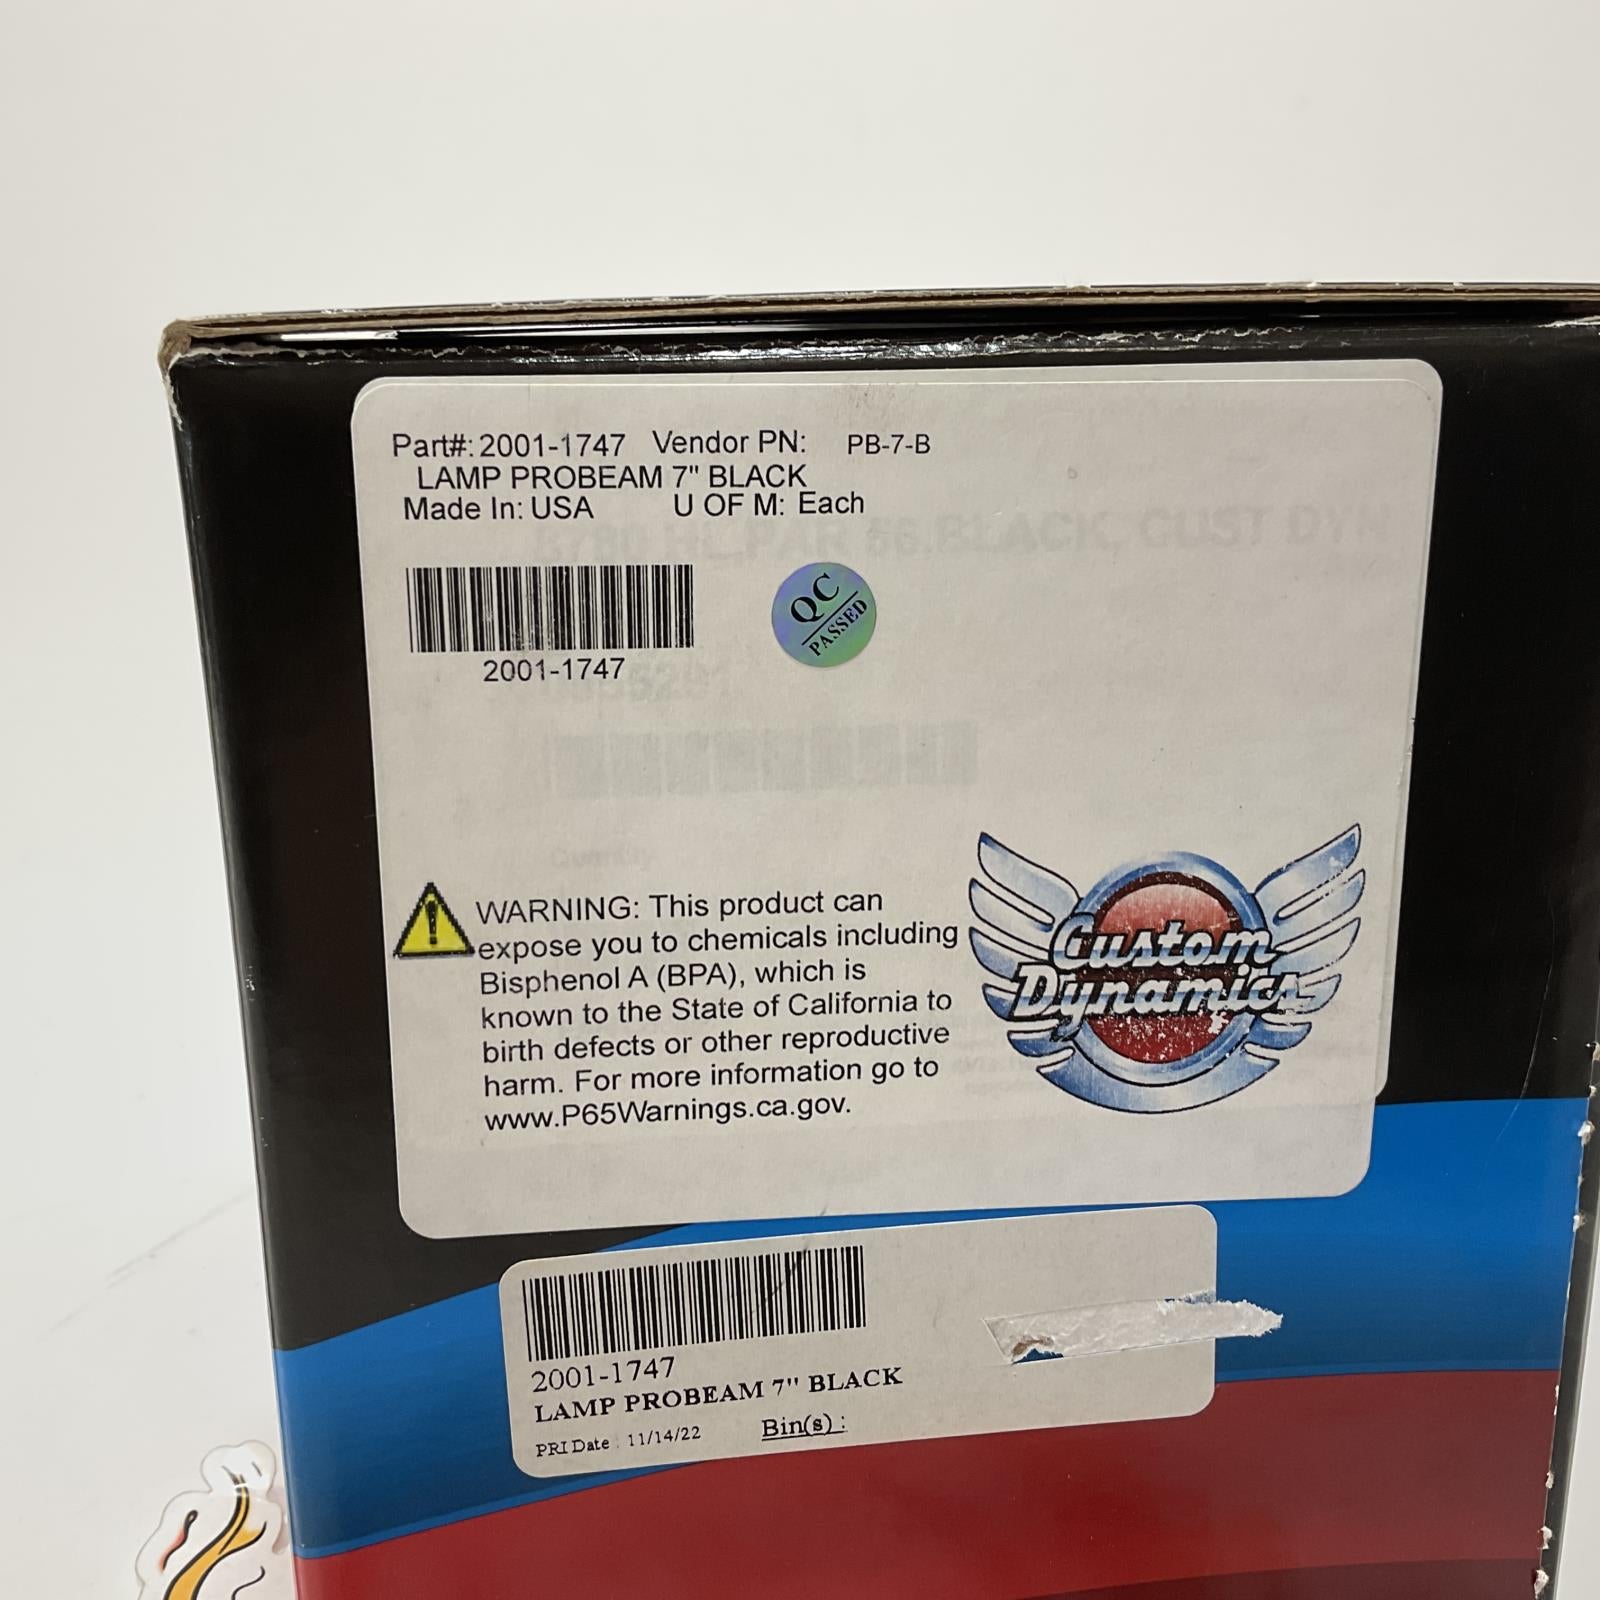 Part#: 2001-1747 Vendor PN: PB-7-B
LAMP PROBEAM 7" BLACK
Made In: USA U OF M: Each
2001-1747
QC
PASSED
WARNING: This product can
expose you to chemicals including
Bisphenol A (BPA), which is
known to the State of California to
birth defects or other reproductive
harm. For more information go to
www.P65Warnings.ca.gov.
Custom
Dynamics
2001-1747
LAMP PROBEAM 7" BLACK
PRI Date : 11/14/22 Bin(s) :